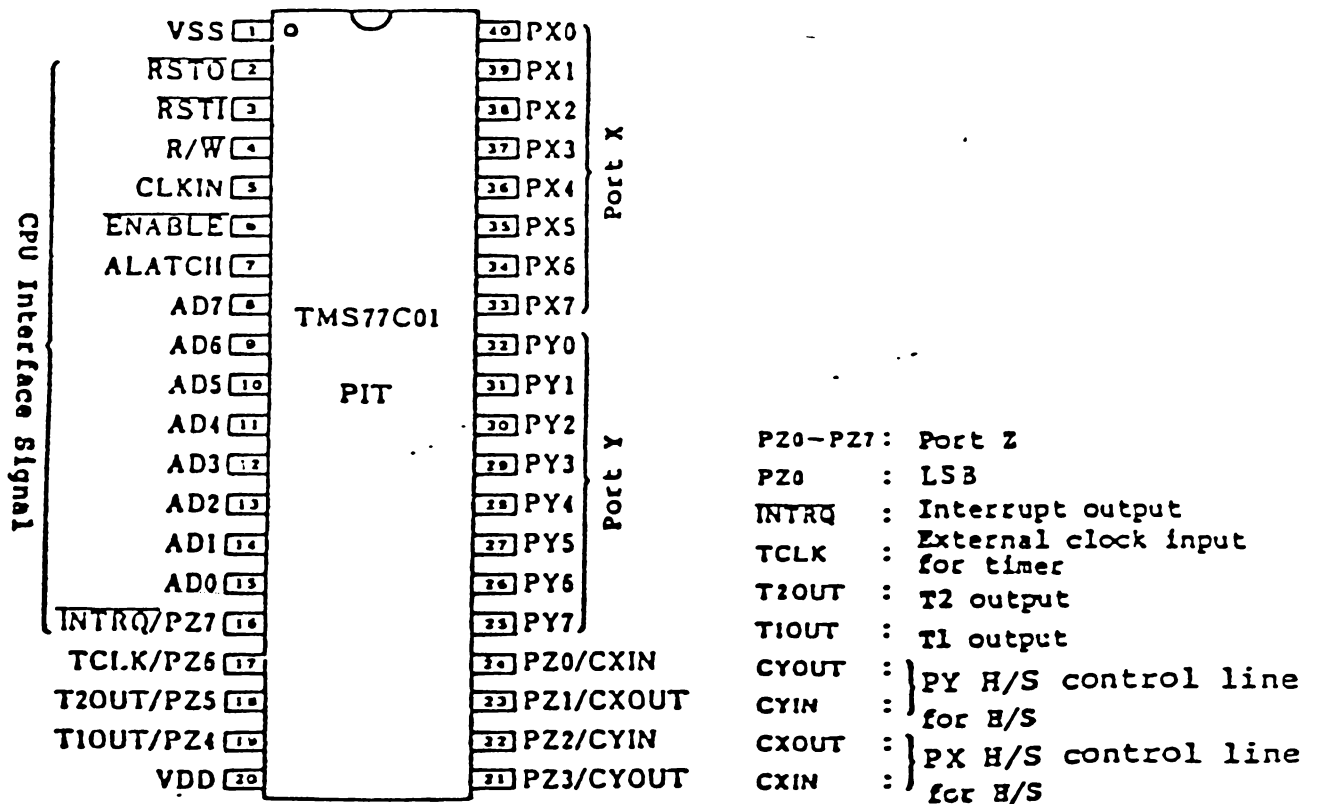 VSS 1
R̅S̅T̅O̅ 2
R̅S̅T̅I̅ 3
R/W̅ 4
CLKIN 5
E̅N̅A̅B̅L̅E̅ 6
ALATCH 7
AD7 8
AD6 9
AD5 10
AD4 11
AD3 12
AD2 13
AD1 14
AD0 15
I̅N̅T̅R̅Q̅/PZ7 16
TCLK/PZ6 17
T2OUT/PZ5 18
T1OUT/PZ4 19
VDD 20
CPU Interface Signal
TMS77C01
PIT
40 PX0
39 PX1
38 PX2
37 PX3
36 PX4
35 PX5
34 PX6
33 PX7
32 PY0
31 PY1
30 PY2
29 PY3
28 PY4
27 PY5
26 PY6
25 PY7
24 PZ0/CXIN
23 PZ1/CXOUT
22 PZ2/CYIN
21 PZ3/CYOUT
Port X
Port Y
PZ0-PZ7: Port Z
PZ0 : LSB
I̅N̅T̅R̅Q̅ : Interrupt output
TCLK : External clock input
for timer
T2OUT : T2 output
T1OUT : T1 output
CYOUT : PY H/S control line
CYIN : for H/S
CXOUT : PX H/S control line
CXIN : for H/S